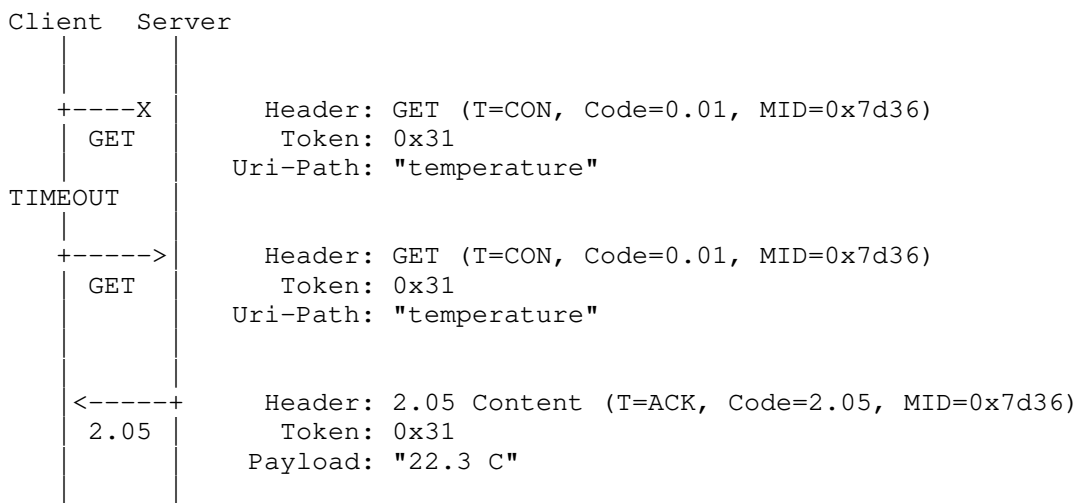 Client Server
+----X Header: GET (T=CON, Code=0.01, MID=0x7d36)
GET Token: 0x31
Uri-Path: "temperature"
TIMEOUT
+-----> Header: GET (T=CON, Code=0.01, MID=0x7d36)
GET Token: 0x31
Uri-Path: "temperature"
<-----+ Header: 2.05 Content (T=ACK, Code=2.05, MID=0x7d36)
2.05 Token: 0x31
Payload: "22.3 C"